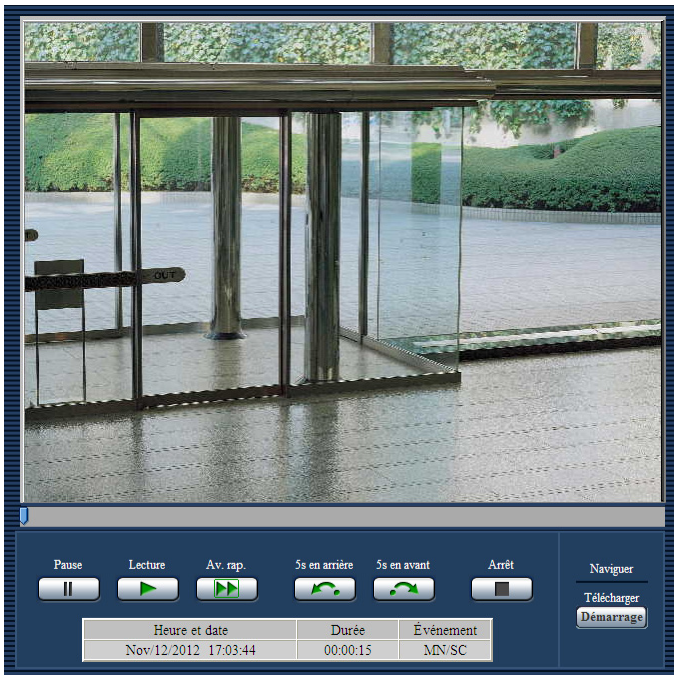 OUT
Pause Lecture Av. rap. 5s en arrière 5s en avant Arrêt
Naviguer
Télécharger
Démarrage
Heure et date Durée Événement
Nov/12/2012 17:03:44 00:00:15 MN/SC